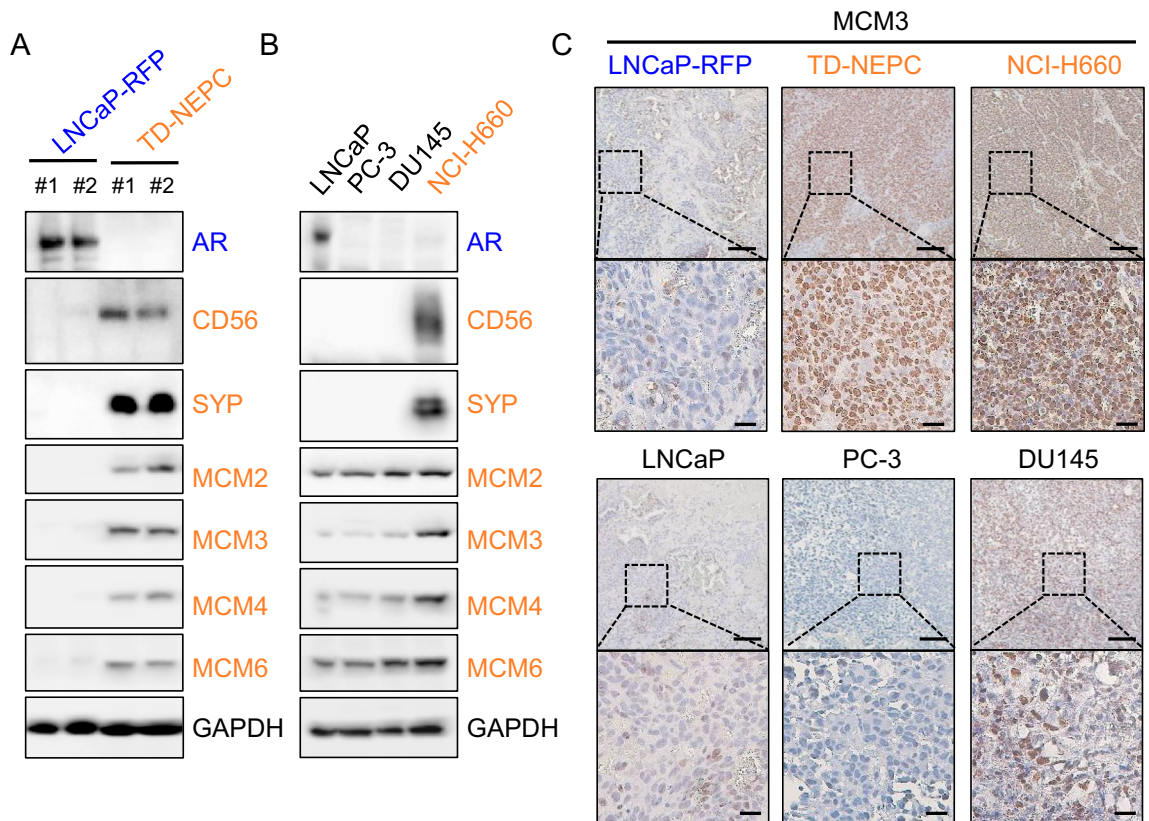 A
LNCaP-RFP
TD-NEPC
#1 #2 #1 #2
AR
CD56
SYP
MCM2
MCM3
MCM4
MCM6
GAPDH
B
LNCaP
PC-3
DU145
NCI-H660
AR
CD56
SYP
MCM2
MCM3
MCM4
MCM6
GAPDH
C
MCM3
LNCaP-RFP TD-NEPC NCI-H660
LNCaP PC-3 DU145